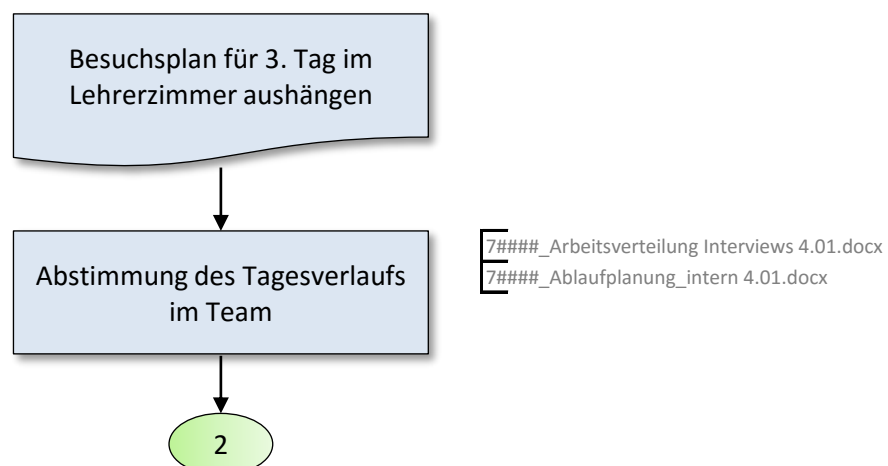 Besuchsplan für 3. Tag im
Lehrerzimmer aushängen
Abstimmung des Tagesverlaufs
im Team
7####_Arbeitsverteilung Interviews 4.01.docx
7####_Ablaufplanung_intern 4.01.docx
2